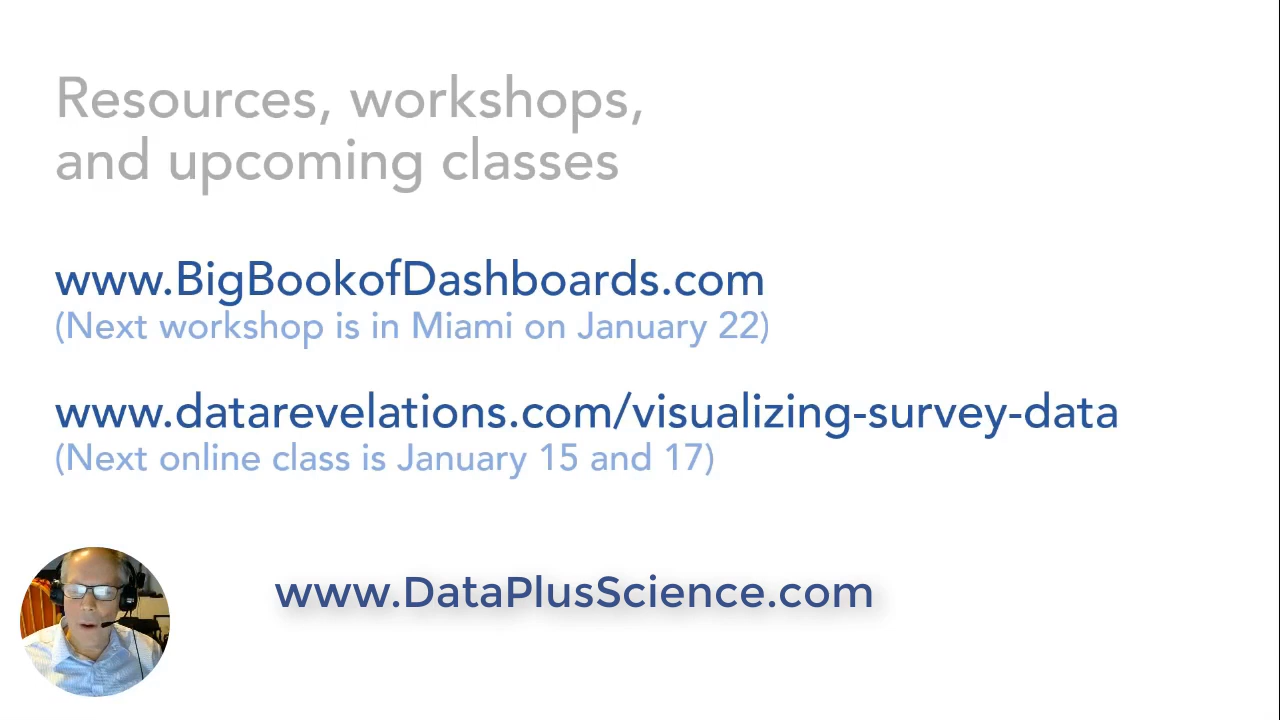 Resources, workshops,
and upcoming classes
www.BigBookofDashboards.com
(Next workshop is in Miami on January 22)
www.datarevelations.com/visualizing-survey-data
(Next online class is January 15 and 17)
www.DataPlusScience.com